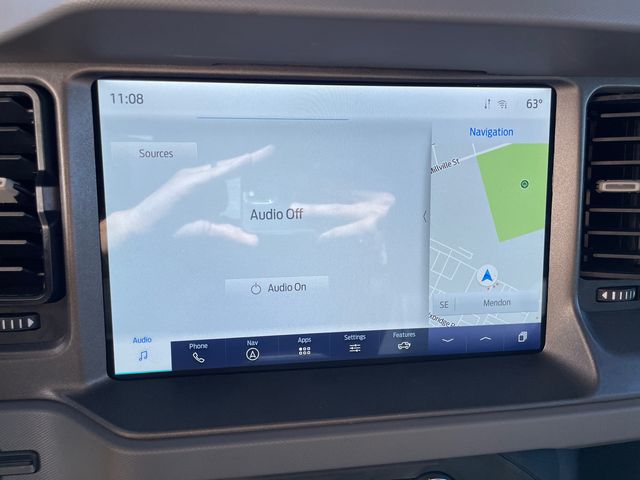 11:08
63°
Navigation
Sources
Millville St
Audio Off
Audio On
SE
Mendon
Audio
Phone
Nav
Apps
Settings
Features